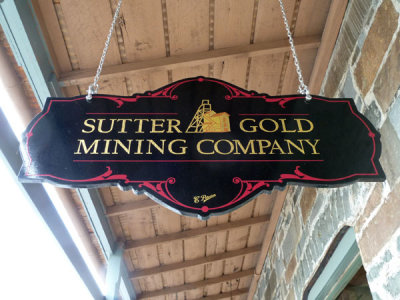 SUTTER GOLD
MINING COMPANY